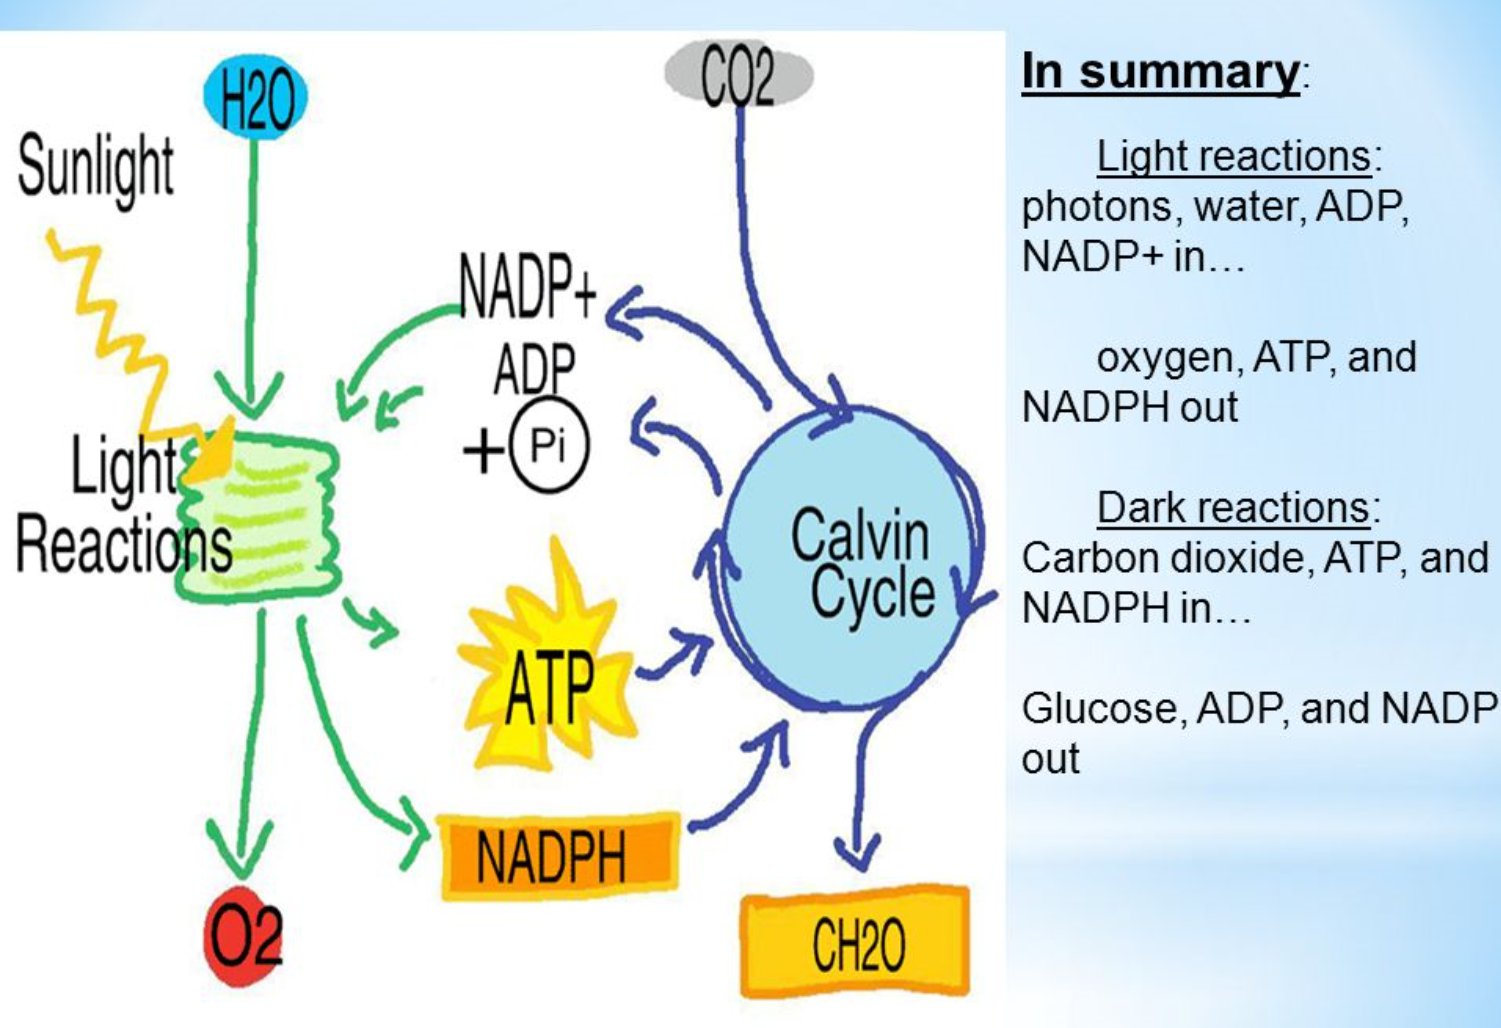 H2O
CO2
Sunlight
NADP+
ADP
+ Pi
Light
Reactions
Calvin
Cycle
ATP
NADPH
O2
CH2O
In summary:
Light reactions:
photons, water, ADP,
NADP+ in…
oxygen, ATP, and
NADPH out
Dark reactions:
Carbon dioxide, ATP, and
NADPH in…
Glucose, ADP, and NADP
out